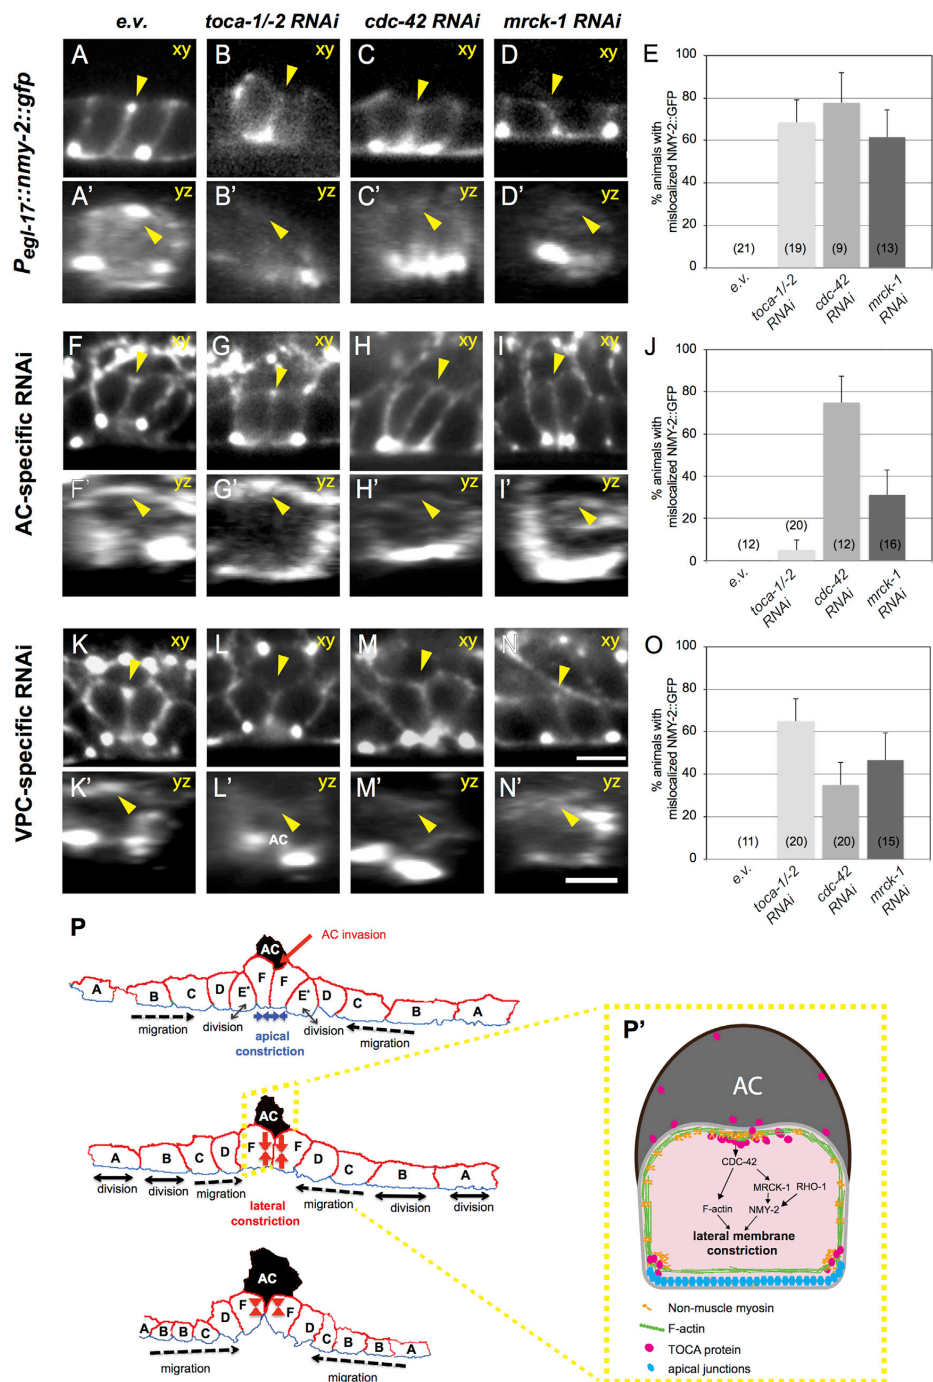 e.v. toca-1/-2 RNAi cdc-42 RNAi mrck-1 RNAi
Pegl-17::nmy-2::gfp
A xy B xy C xy D xy
A' yz B' yz C' yz D' yz
E
% animals with
mislocalized NMY-2::GFP
100
80
60
40
20
0
(21) (19) (9) (13)
e.v.
toca-1/-2
RNAi
cdc-42
RNAi
mrck-1
RNAi
AC-specific RNAi
F xy G xy H xy I xy
F' yz G' yz H' yz I' yz
J
% animals with
mislocalized NMY-2::GFP
100
80
60
40
20
0
(12) (20) (12) (16)
e.v.
toca-1/-2
RNAi
cdc-42
RNAi
mrck-1
RNAi
VPC-specific RNAi
K xy L xy M xy N xy
K' yz L' yz M' yz N' yz
AC
O
% animals with
mislocalized NMY-2::GFP
100
80
60
40
20
0
(11) (20) (20) (15)
e.v.
toca-1/-2
RNAi
cdc-42
RNAi
mrck-1
RNAi
P
AC
AC invasion
A B C D E* F F E* D C B A
migration division apical constriction division migration
AC
A B C D F F D C B A
division division migration lateral constriction migration division division
AC
A B B C D F F D C B B A
migration migration
P'
AC
CDC-42
MRCK-1 RHO-1
F-actin NMY-2
lateral membrane
constriction
Non-muscle myosin
F-actin
TOCA protein
apical junctions